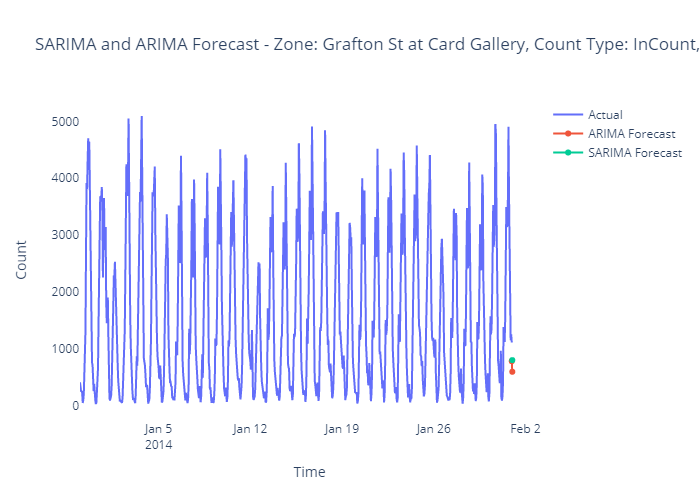 SARIMA and ARIMA Forecast - Zone: Grafton St at Card Gallery, Count Type: InCount,
Actual
ARIMA Forecast
SARIMA Forecast
Count
5000
4000
3000
2000
1000
0
Jan 5
2014
Jan 12
Jan 19
Jan 26
Feb 2
Time